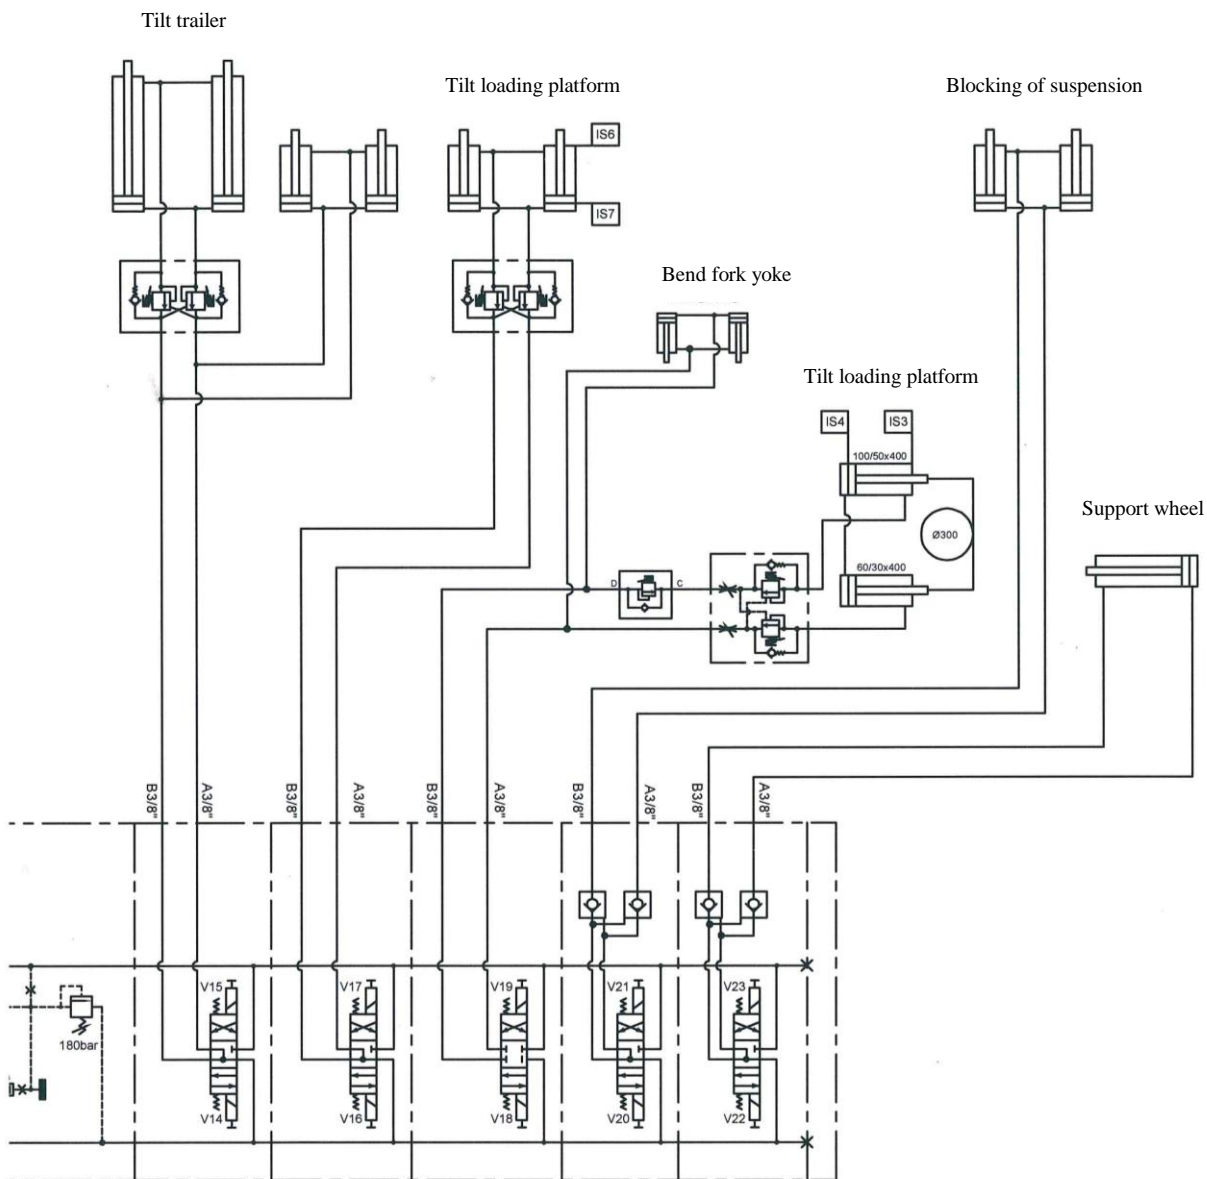 Tilt trailer
Tilt loading platform
Blocking of suspension
IS6
IS7
Bend fork yoke
Tilt loading platform
IS4
IS3
100/50x400
Support wheel
Ø300
60/30x400
D
C
B3/8"
A3/8"
B3/8"
A3/8"
B3/8"
A3/8"
B3/8"
A3/8"
B3/8"
A3/8"
V15
V17
V19
V21
V23
180bar
V14
V16
V18
V20
V22